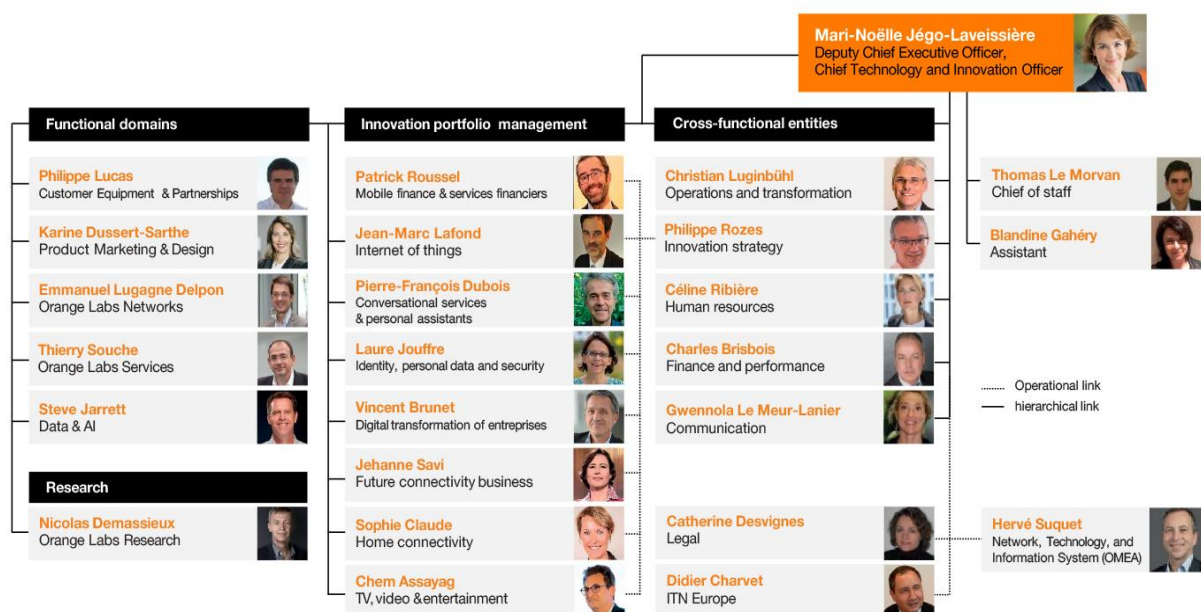 Mari-Noëlle Jégo-Laveissière
Deputy Chief Executive Officer,
Chief Technology and Innovation Officer
Functional domains
Philippe Lucas
Customer Equipment & Partnerships
Karine Dussert-Sarthe
Product Marketing & Design
Emmanuel Lugagne Delpon
Orange Labs Networks
Thierry Souche
Orange Labs Services
Steve Jarrett
Data & AI
Research
Nicolas Demassieux
Orange Labs Research
Innovation portfolio management
Patrick Roussel
Mobile finance & services financiers
Jean-Marc Lafond
Internet of things
Pierre-François Dubois
Conversational services
& personal assistants
Laure Jouffre
Identity, personal data and security
Vincent Brunet
Digital transformation of entreprises
Jehanne Savi
Future connectivity business
Sophie Claude
Home connectivity
Chem Assayag
TV, video & entertainment
Cross-functional entities
Christian Luginbühl
Operations and transformation
Philippe Rozes
Innovation strategy
Céline Ribière
Human resources
Charles Brisbois
Finance and performance
Gwennola Le Meur-Lanier
Communication
Catherine Desvignes
Legal
Didier Charvet
ITN Europe
Thomas Le Morvan
Chief of staff
Blandine Gahéry
Assistant
Operational link
hierarchical link
Hervé Suquet
Network, Technology, and
Information System (OMEA)